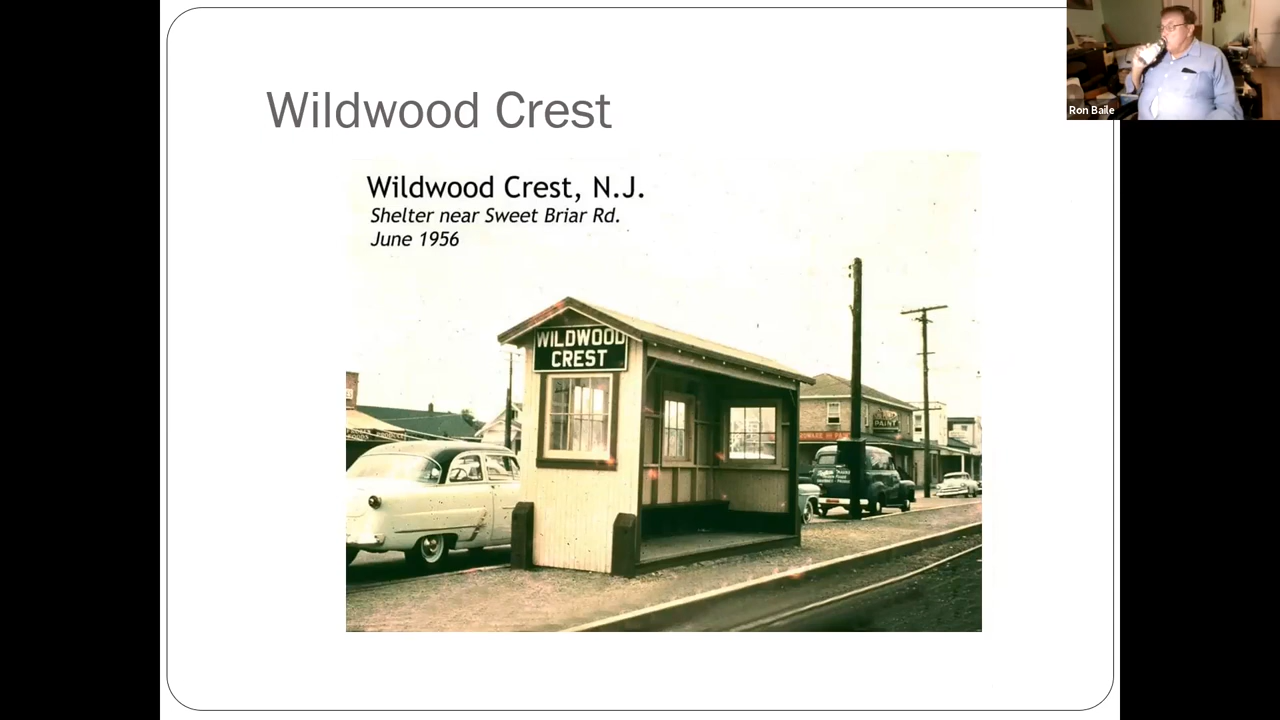 Wildwood Crest
Ron Baile
Wildwood Crest, N.J.
Shelter near Sweet Briar Rd.
June 1956
WILDWOOD
CREST
PAINT